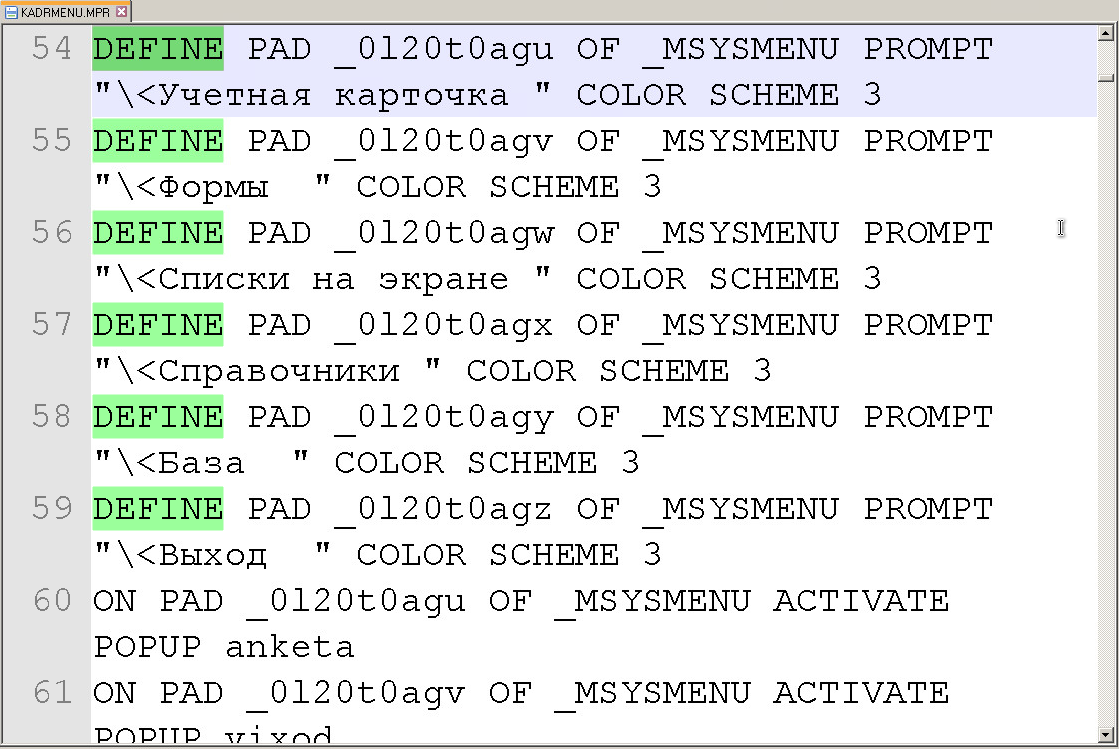 KADRMENU.MPR
54 DEFINE PAD _0l20t0agu OF _MSYSMENU PROMPT
"\<Учетная карточка " COLOR SCHEME 3
55 DEFINE PAD _0l20t0agv OF _MSYSMENU PROMPT
"\<Формы  " COLOR SCHEME 3
56 DEFINE PAD _0l20t0agw OF _MSYSMENU PROMPT
"\<Списки на экране " COLOR SCHEME 3
57 DEFINE PAD _0l20t0agx OF _MSYSMENU PROMPT
"\<Справочники " COLOR SCHEME 3
58 DEFINE PAD _0l20t0agy OF _MSYSMENU PROMPT
"\<База  " COLOR SCHEME 3
59 DEFINE PAD _0l20t0agz OF _MSYSMENU PROMPT
"\<Выход  " COLOR SCHEME 3
60 ON PAD _0l20t0agu OF _MSYSMENU ACTIVATE
POPUP anketa
61 ON PAD _0l20t0agv OF _MSYSMENU ACTIVATE
POPUP vixod